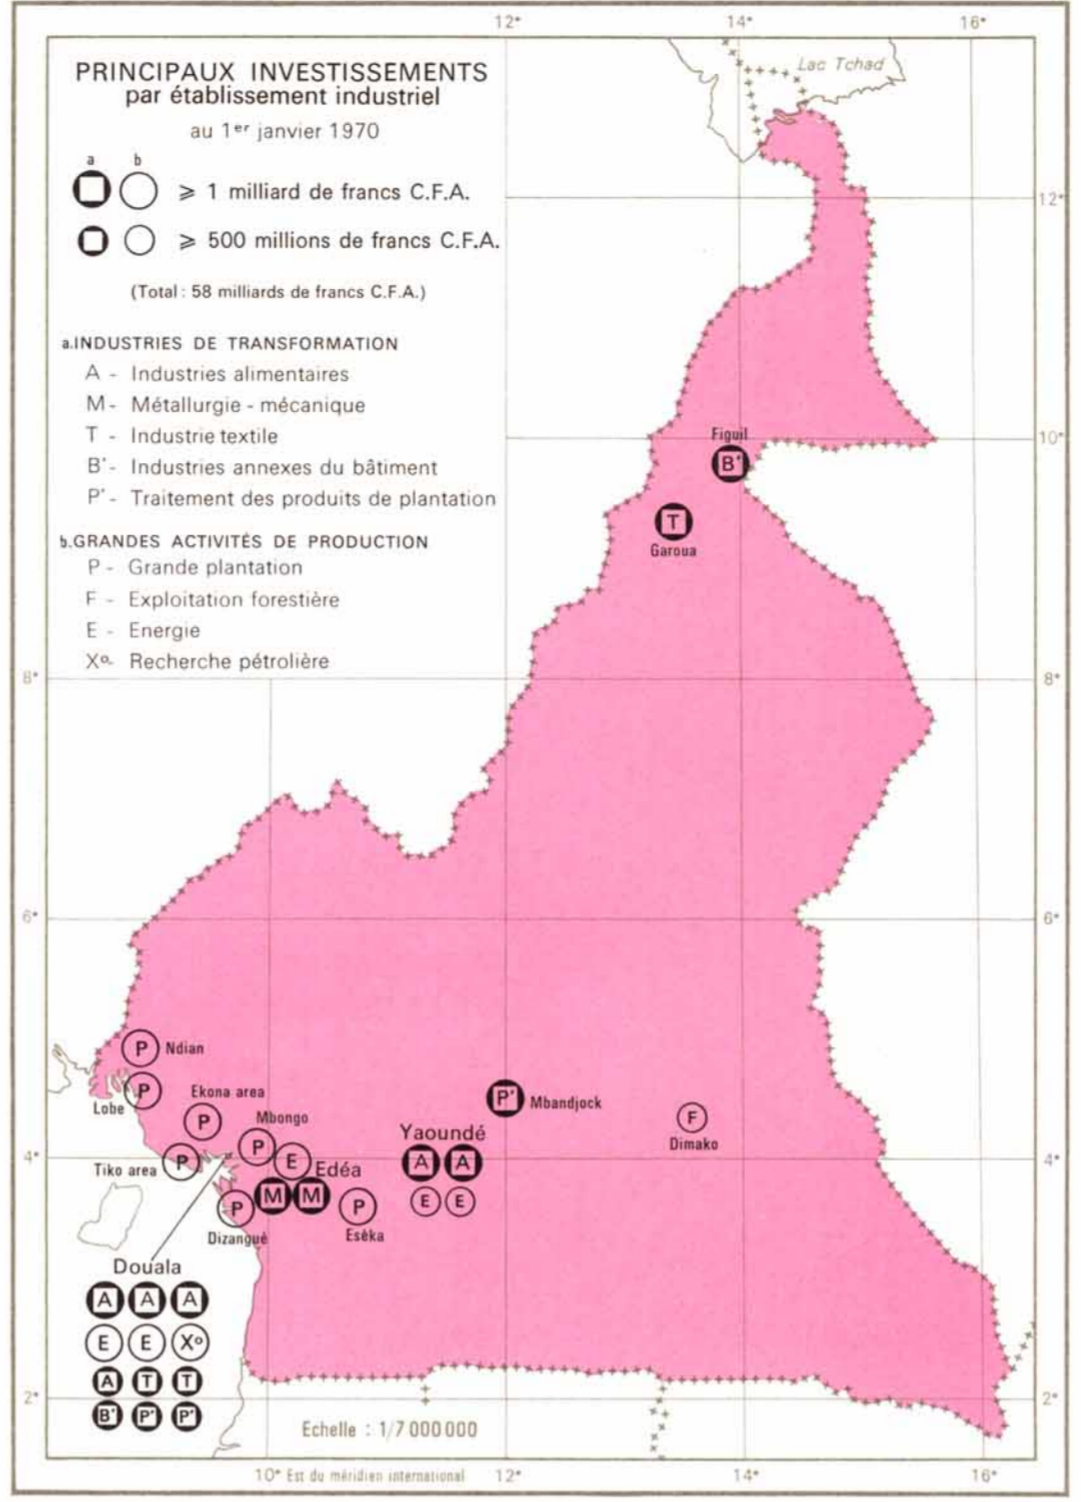 12° 14° 16°
Lac Tchad
PRINCIPAUX INVESTISSEMENTS
par établissement industriel
au 1er janvier 1970
a b
⩾ 1 milliard de francs C.F.A.
12°
⩾ 500 millions de francs C.F.A.
(Total : 58 milliards de francs C.F.A.)
a.INDUSTRIES DE TRANSFORMATION
A - Industries alimentaires
M - Métallurgie - mécanique
T - Industrie textile
B' - Industries annexes du bâtiment
P' - Traitement des produits de plantation
b.GRANDES ACTIVITÉS DE PRODUCTION
P - Grande plantation
F - Exploitation forestière
E - Energie
Xo- Recherche pétrolière
Figuil
10°
B'
T
Garoua
8° 8°
6° 6°
P Ndian
P
Lobe
Ekona area
P
Mbongo
P E
Tiko area P
Edéa
M M
P
Dizangué
P
Esêka
Yaoundé
A A
E E
P' Mbandjock
F
Dimako
4° 4°
Douala
A A A
E E Xo
A T T
B' P' P'
2° 2°
Echelle : 1/7 000 000
10° Est du méridien international 12° 14° 16°